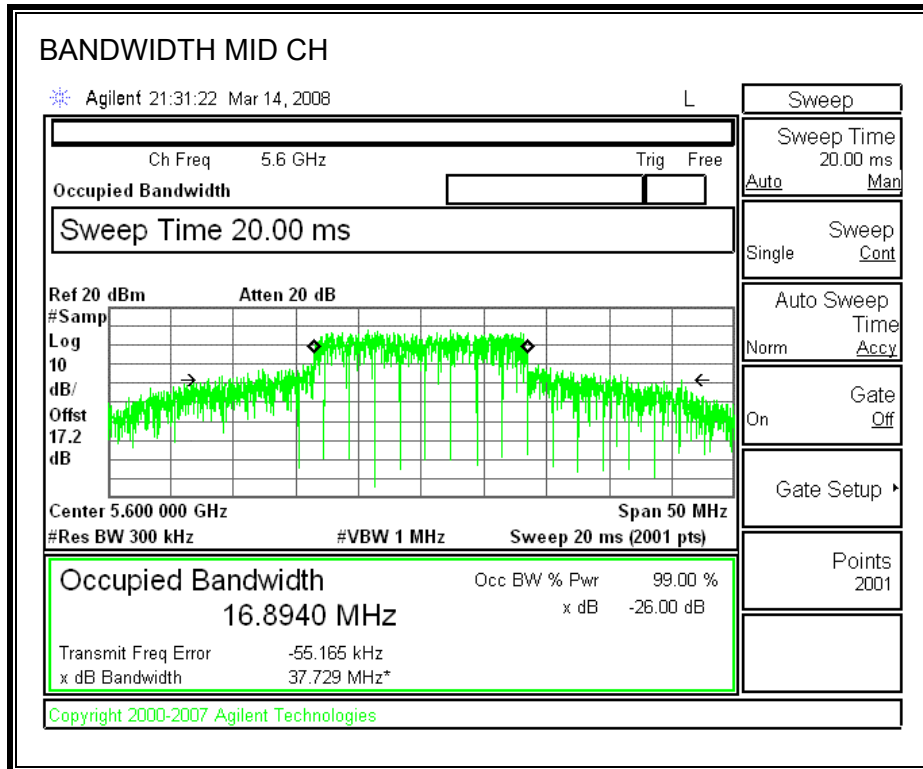 BANDWIDTH MID CH
Agilent 21:31:22 Mar 14, 2008 L
Ch Freq 5.6 GHz Trig Free
Occupied Bandwidth
Sweep Time 20.00 ms
Ref 20 dBm Atten 20 dB
#Samp
Log
10
dB/
Offst
17.2
dB
Center 5.600 000 GHz Span 50 MHz
#Res BW 300 kHz #VBW 1 MHz Sweep 20 ms (2001 pts)
Occupied Bandwidth Occ BW % Pwr 99.00 %
16.8940 MHz x dB -26.00 dB
Transmit Freq Error -55.165 kHz
x dB Bandwidth 37.729 MHz*
Copyright 2000-2007 Agilent Technologies
Sweep
Sweep Time
20.00 ms
Auto Man
Sweep
Single Cont
Auto Sweep
Time
Norm Accy
Gate
On Off
Gate Setup
Points
2001